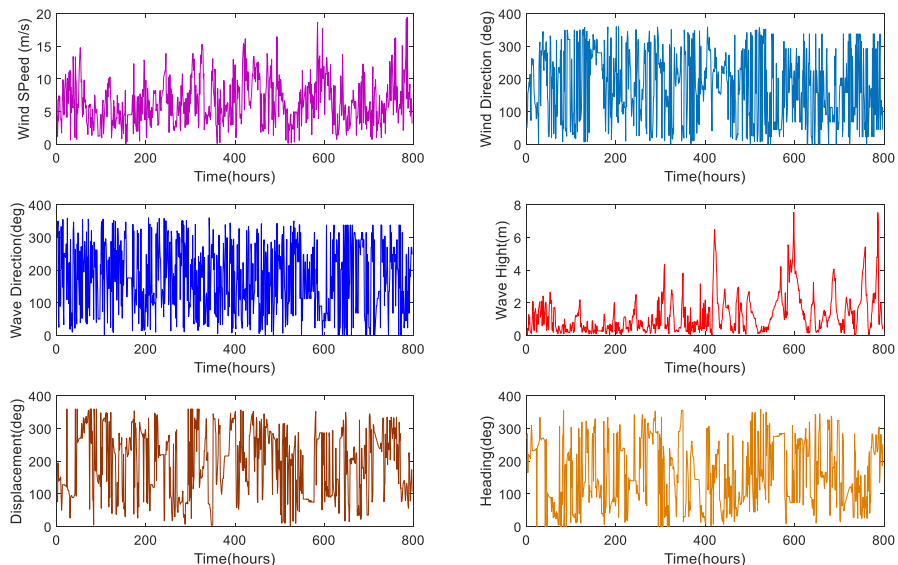 Wind SPeed (m/s)
20
15
10
5
0
0 200 400 600 800
Time(hours)
Wind Direction (deg)
400
300
200
100
0
0 200 400 600 800
Time(hours)
Wave Direction(deg)
400
300
200
100
0
0 200 400 600 800
Time(hours)
Wave Hight(m)
8
6
4
2
0
0 200 400 600 800
Time(hours)
Displacement(deg)
400
300
200
100
0
0 200 400 600 800
Time(hours)
Heading(deg)
400
300
200
100
0
0 200 400 600 800
Time(hours)